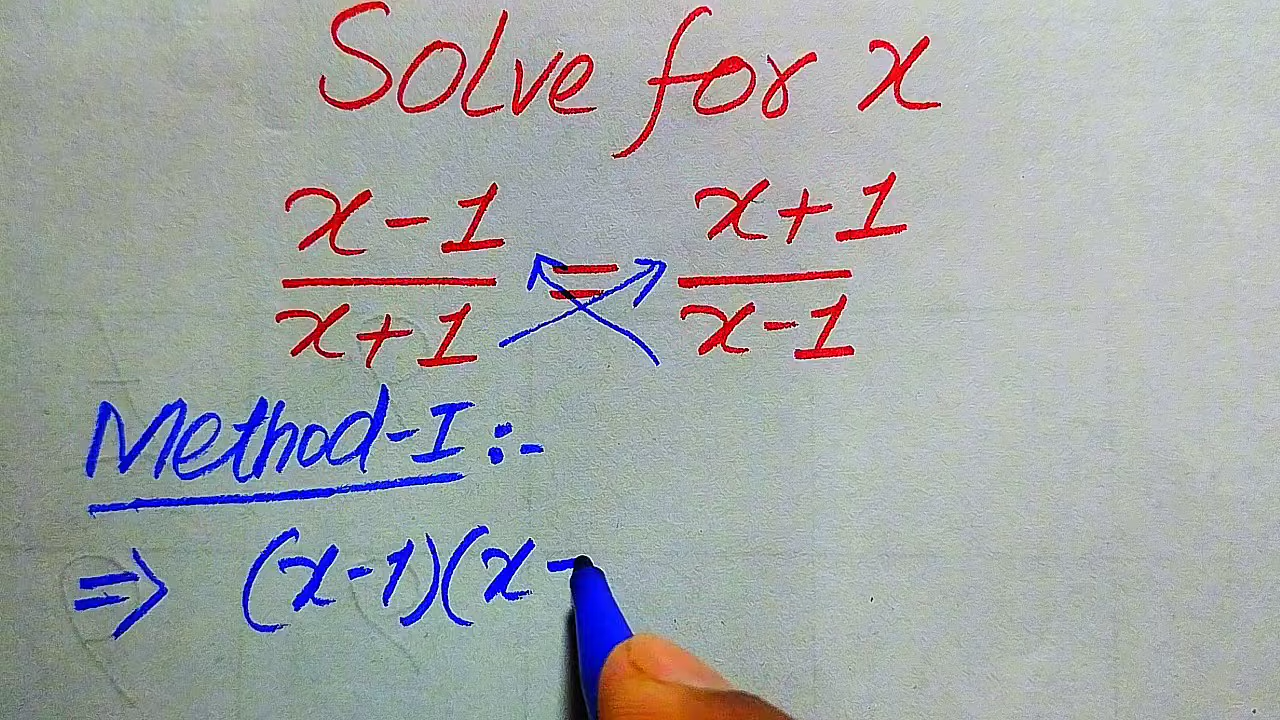 Solve for x
x-1 / x+1 = x+1 / x-1
Method-I:-
⇒ (x-1)(x-